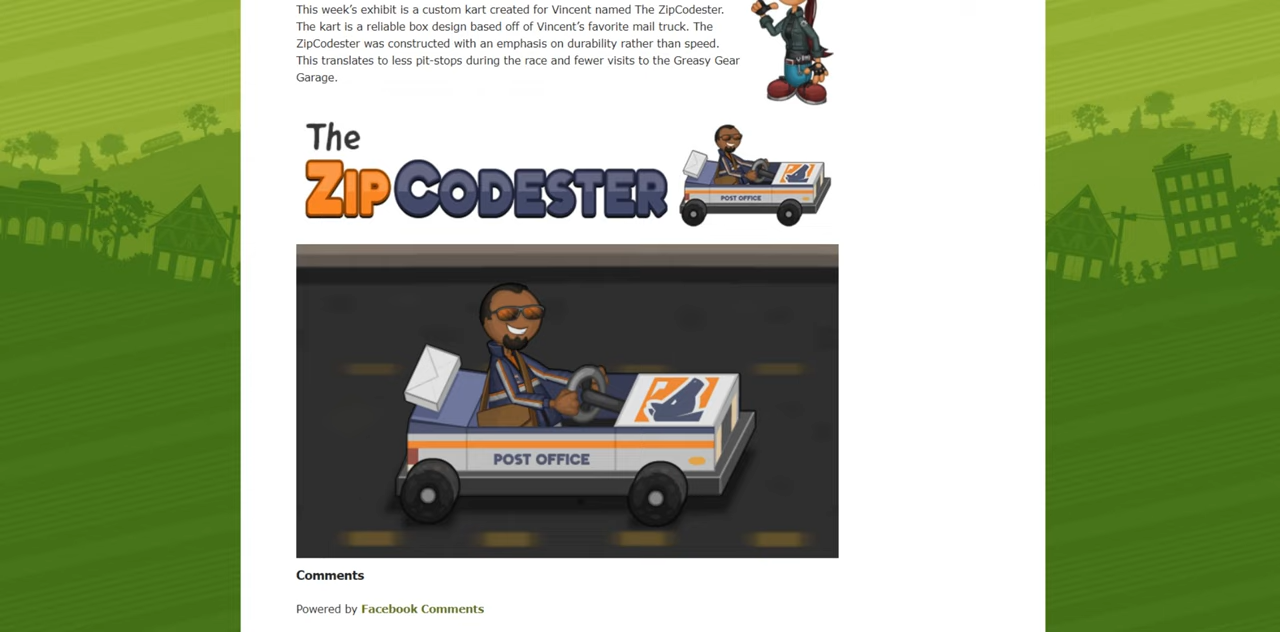 This week’s exhibit is a custom kart created for Vincent named The ZipCodester.
The kart is a reliable box design based off of Vincent’s favorite mail truck. The
ZipCodester was constructed with an emphasis on durability rather than speed.
This translates to less pit-stops during the race and fewer visits to the Greasy Gear
Garage.
The
ZIPCODESTER
POST OFFICE
POST OFFICE
Comments
Powered by Facebook Comments